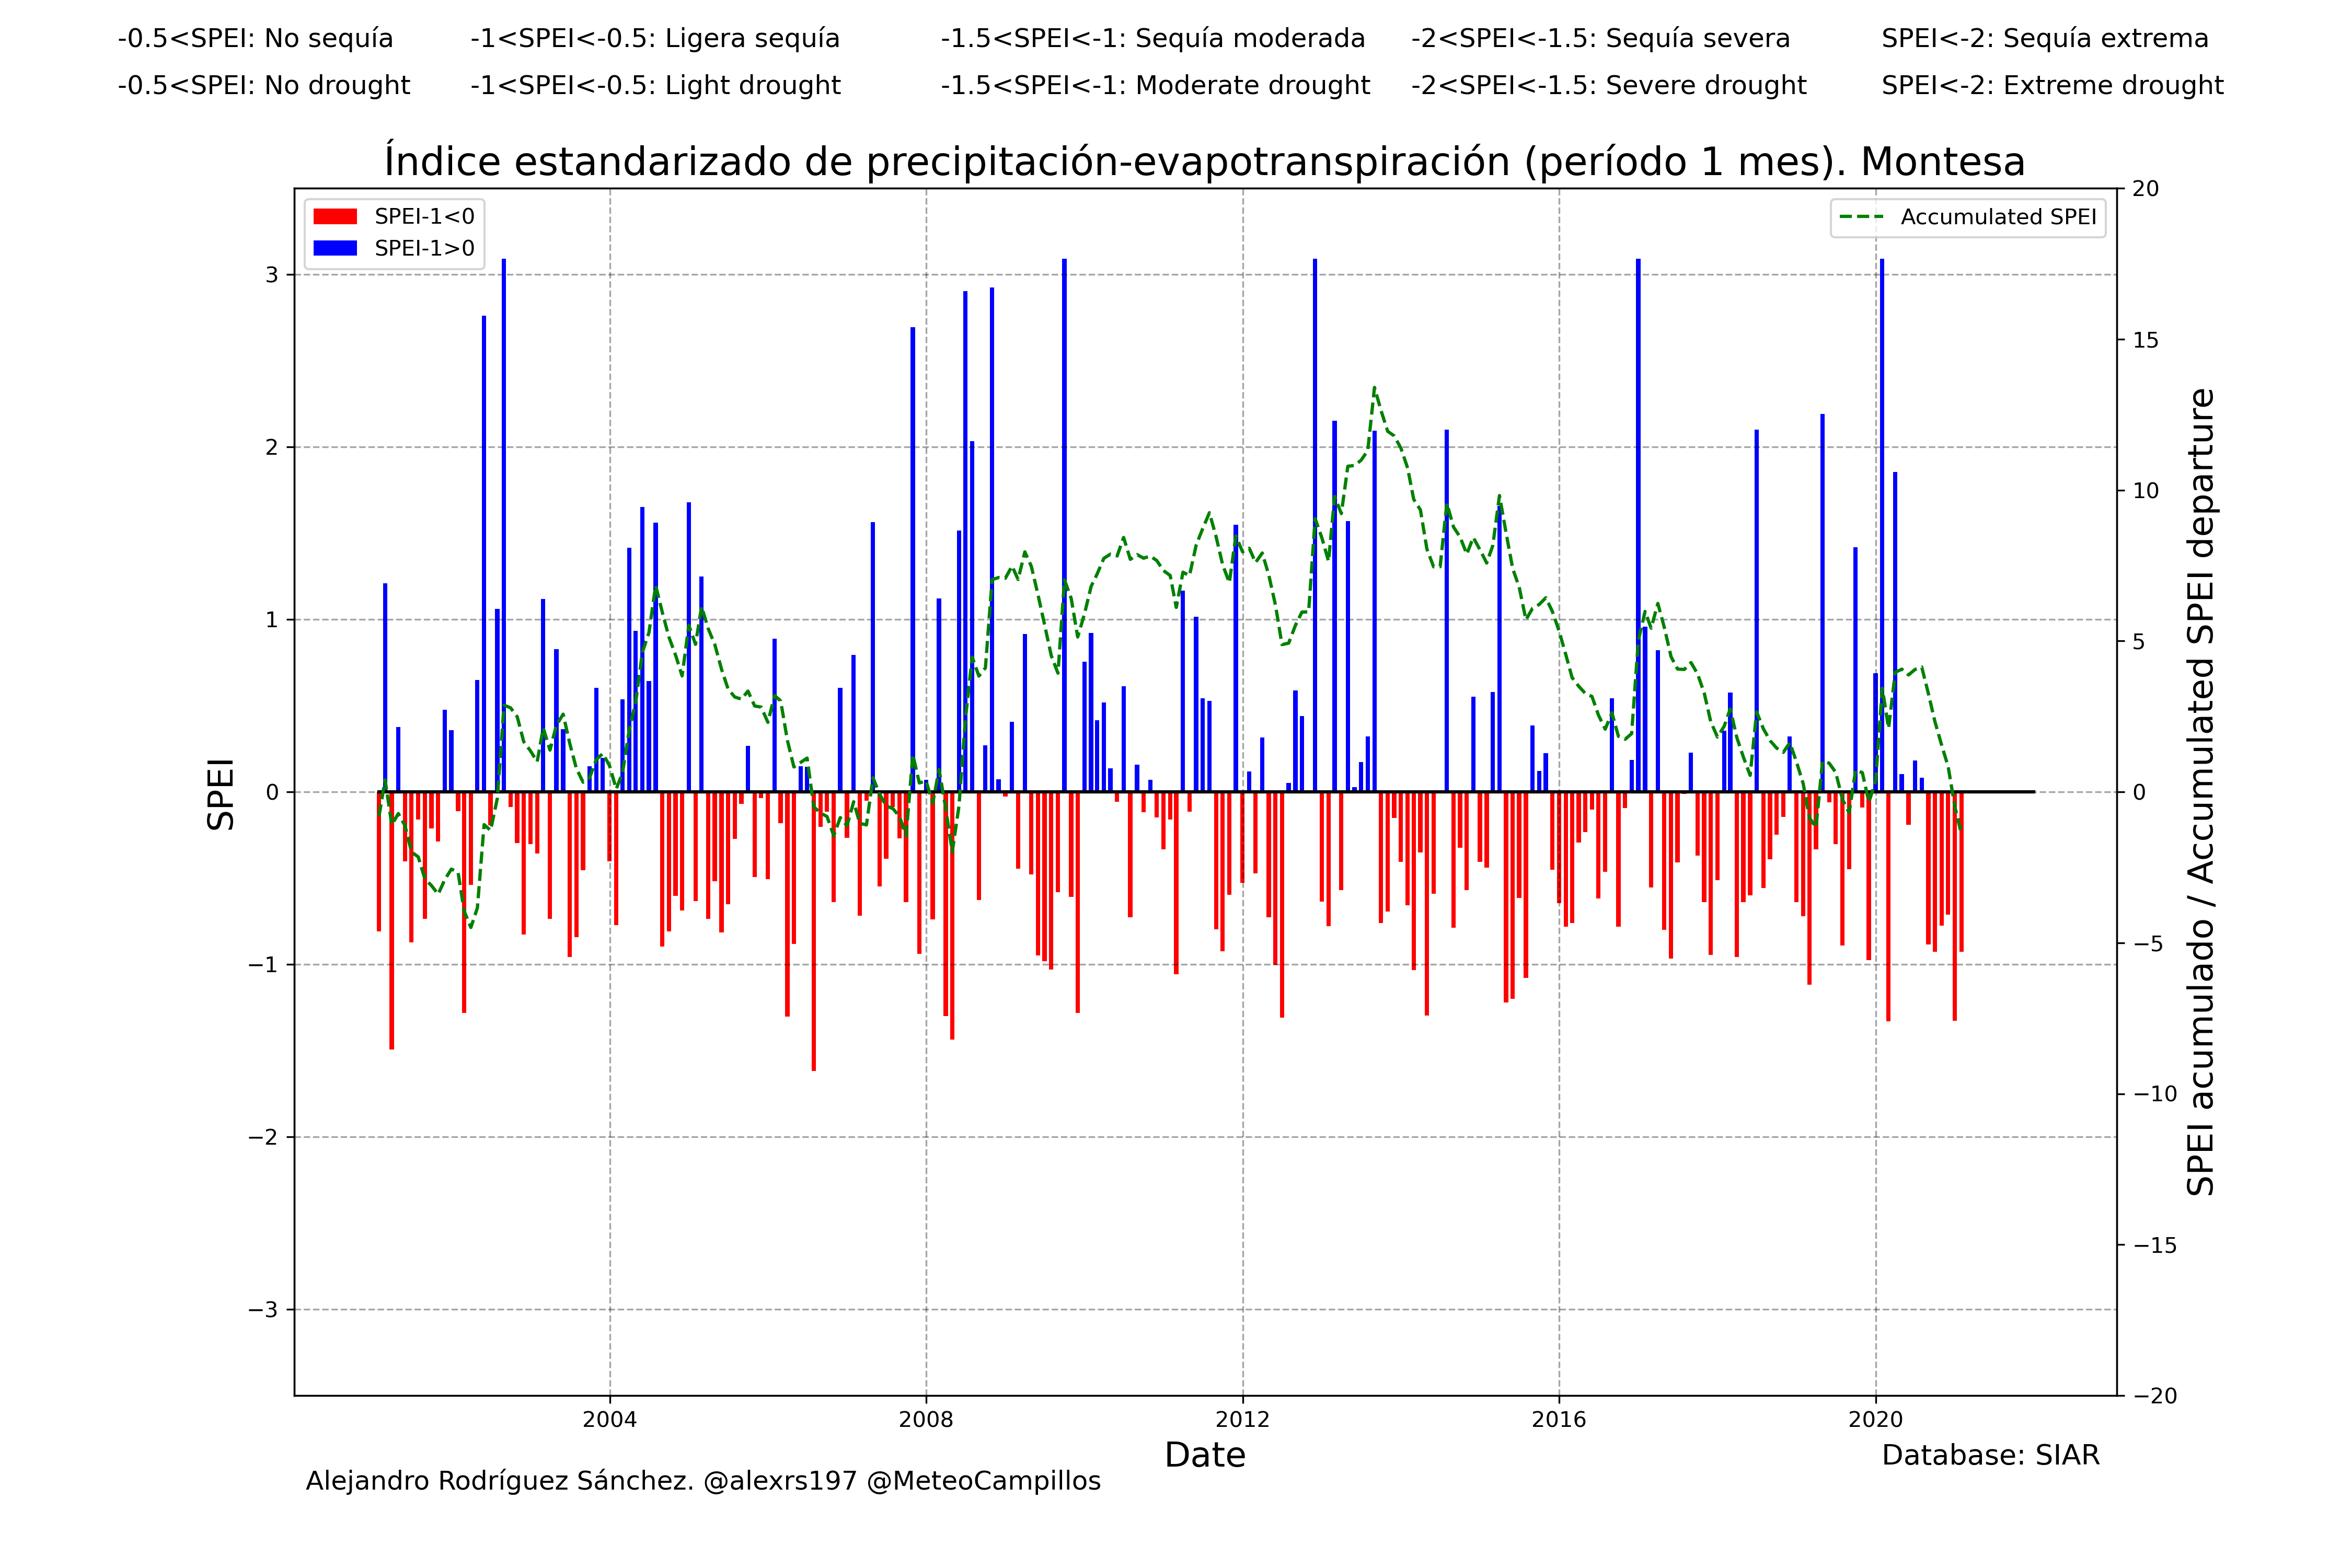 -0.5<SPEI: No sequía -1<SPEI<-0.5: Ligera sequía -1.5<SPEI<-1: Sequía moderada -2<SPEI<-1.5: Sequía severa SPEI<-2: Sequía extrema
-0.5<SPEI: No drought -1<SPEI<-0.5: Light drought -1.5<SPEI<-1: Moderate drought -2<SPEI<-1.5: Severe drought SPEI<-2: Extreme drought
Índice estandarizado de precipitación-evapotranspiración (período 1 mes). Montesa
SPEI-1<0
SPEI-1>0
Accumulated SPEI
SPEI
3
2
1
0
−1
−2
−3
20
15
10
5
0
−5
−10
−15
−20
SPEI acumulado / Accumulated SPEI departure
2004 2008 2012 2016 2020
Date
Database: SIAR
Alejandro Rodríguez Sánchez. @alexrs197 @MeteoCampillos